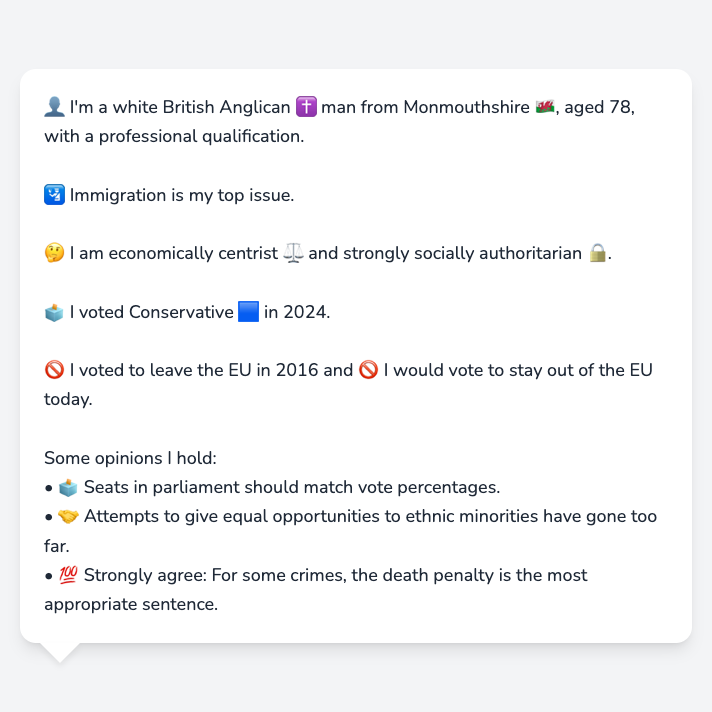 👤 I'm a white British Anglican ✝️ man from Monmouthshire 🏴󠁧󠁢󠁷󠁬󠁳󠁿, aged 78,
with a professional qualification.
🛂 Immigration is my top issue.
🤔 I am economically centrist ⚖️ and strongly socially authoritarian 🔒.
🗳️ I voted Conservative 🟦 in 2024.
🚫 I voted to leave the EU in 2016 and 🚫 I would vote to stay out of the EU
today.
Some opinions I hold:
• 🗳️ Seats in parliament should match vote percentages.
• 🤝 Attempts to give equal opportunities to ethnic minorities have gone too
far.
• 💯 Strongly agree: For some crimes, the death penalty is the most
appropriate sentence.